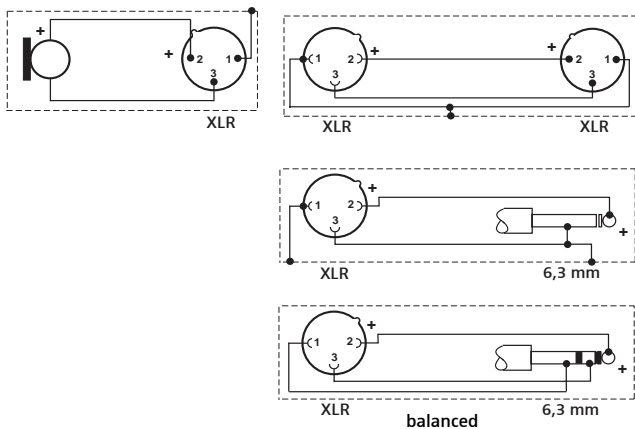 + + 2 1 3
XLR
1 2 + 3
+ 2 1 3
XLR XLR
1 2 + 3
+
XLR 6,3 mm
1 2 + 3
+
XLR 6,3 mm
balanced